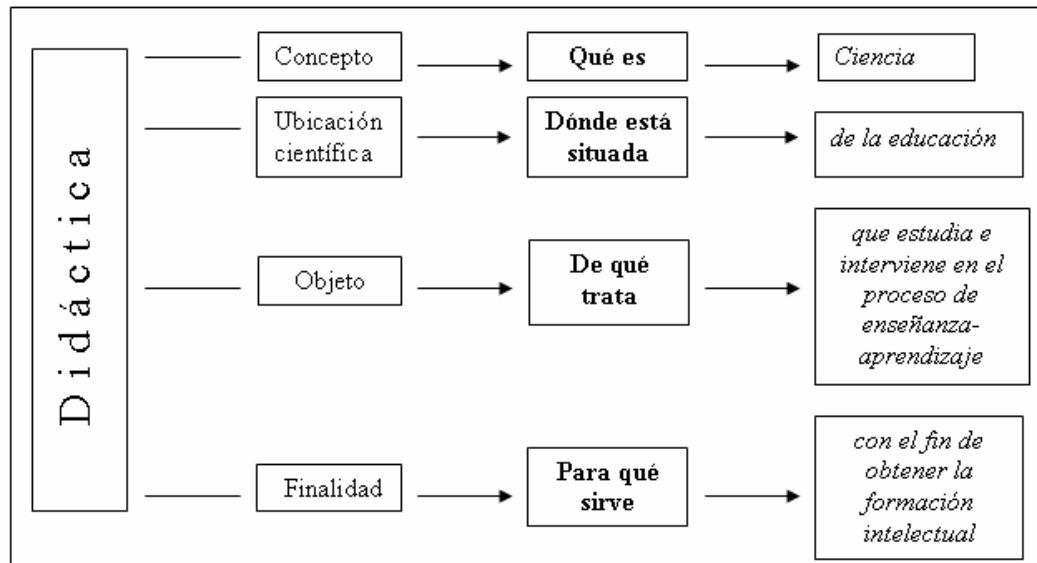 Didáctica
Concepto
Qué es
Ciencia
Ubicación
científica
Dónde está
situada
de la educación
Objeto
De qué
trata
que estudia e
interviene en el
proceso de
enseñanza-
aprendizaje
Finalidad
Para qué
sirve
con el fin de
obtener la
formación
intelectual